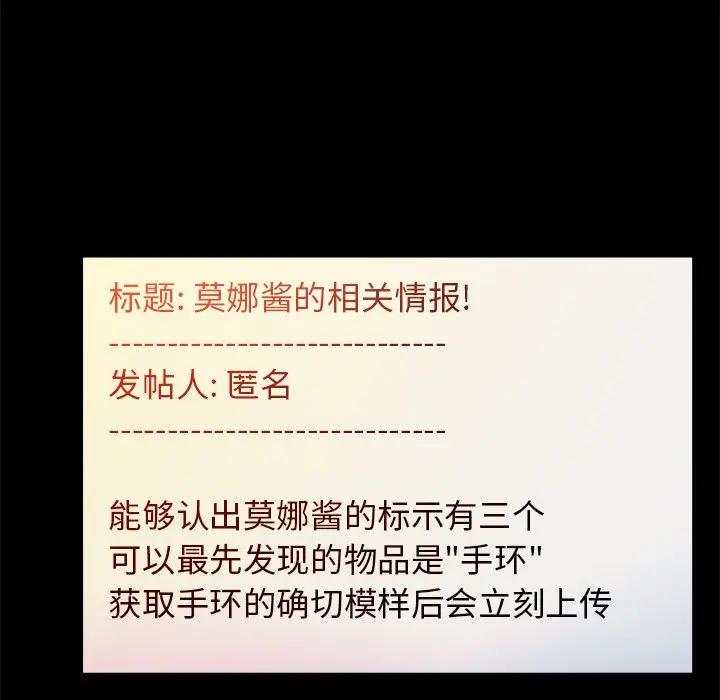 标题: 莫娜酱的相关情报!
-----------------------------
发帖人: 匿名
-----------------------------
能够认出莫娜酱的标示有三个
可以最先发现的物品是"手环"
获取手环的确切模样后会立刻上传